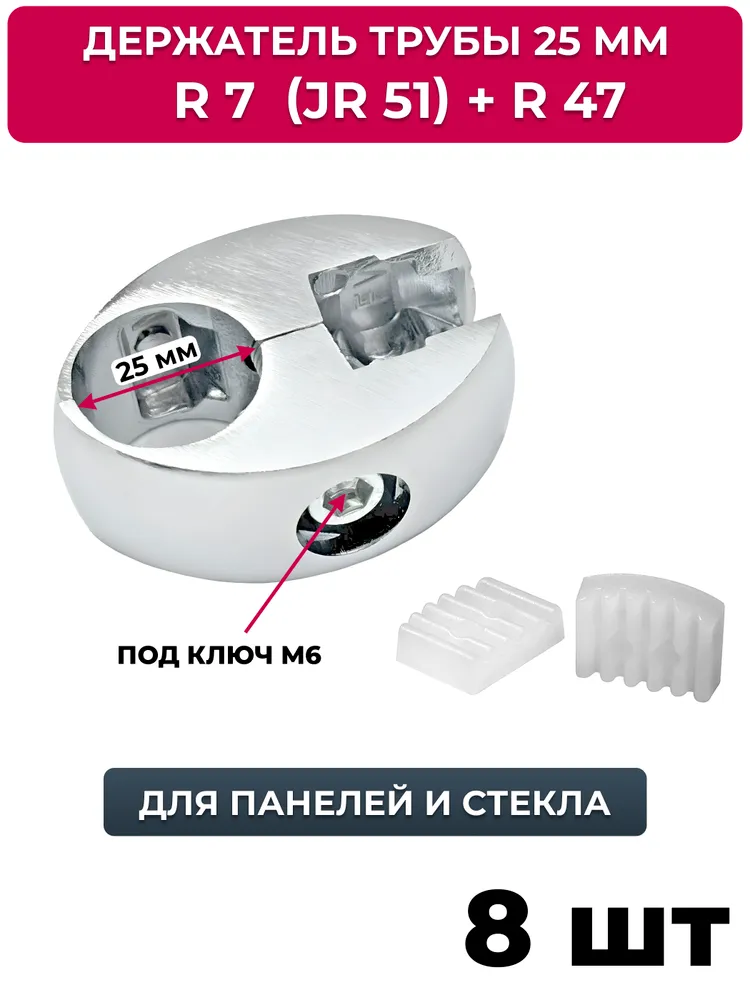 ДЕРЖАТЕЛЬ ТРУБЫ 25 ММ
R 7 (JR 51) + R 47
25 мм
ПОД КЛЮЧ М6
ДЛЯ ПАНЕЛЕЙ И СТЕКЛА
8 шт